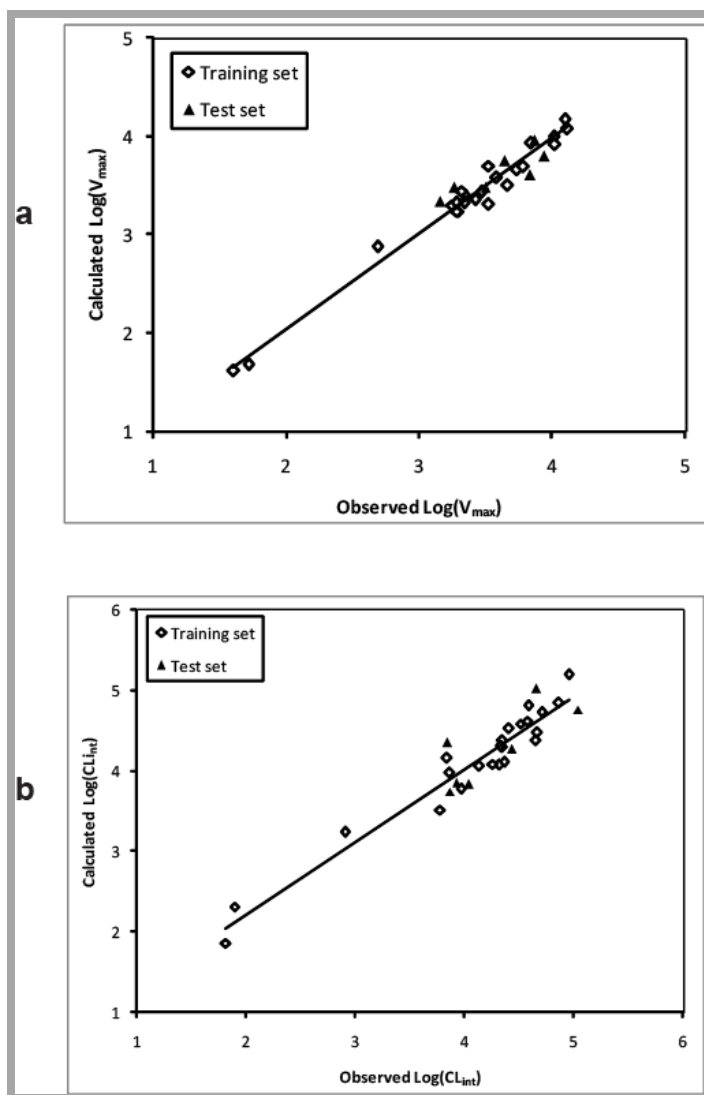 a
5
4
3
2
1
Calculated Log(Vmax)
Training set
Test set
1 2 3 4 5
Observed Log(Vmax)
b
6
5
4
3
2
1
Calculated Log(CLiint)
Training set
Test set
1 2 3 4 5 6
Observed Log(CLint)